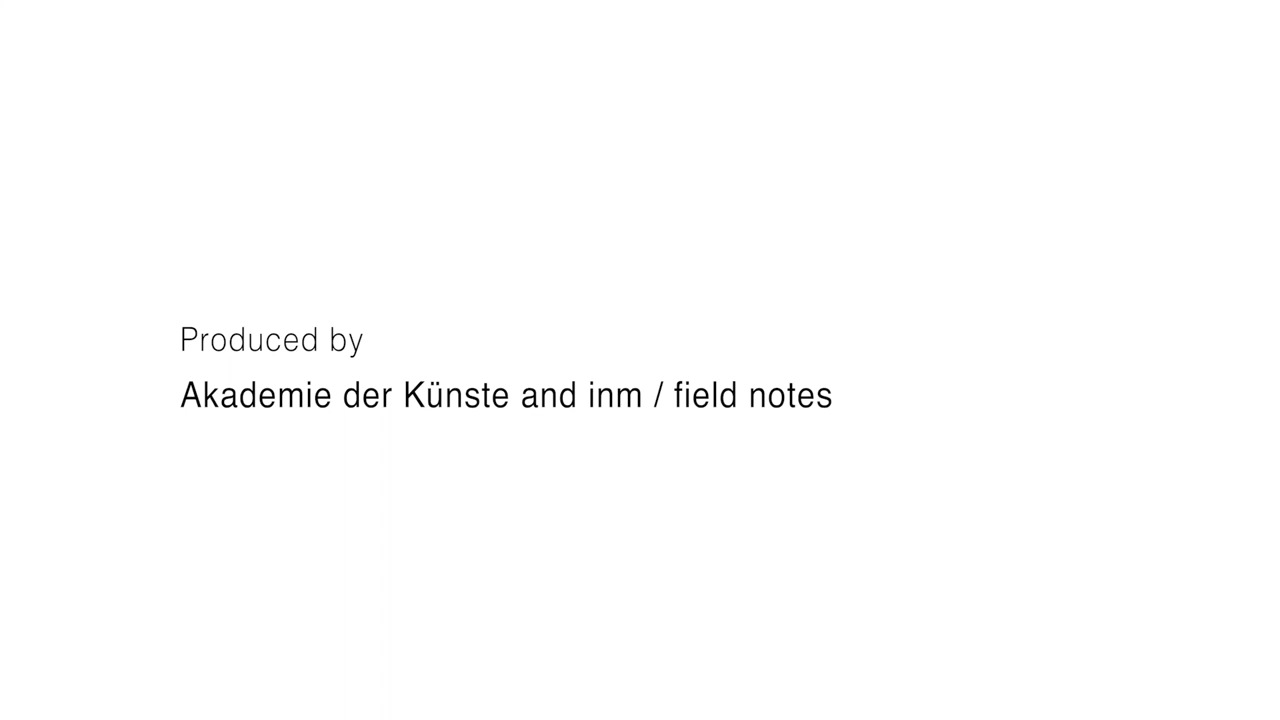 Produced by
Akademie der Künste and inm / field notes